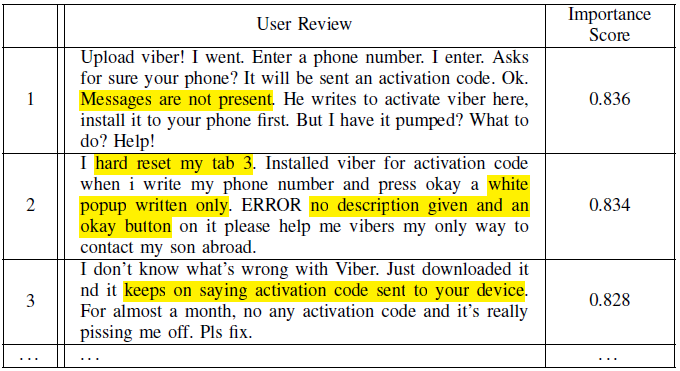 User Review
Importance
Score
1
Upload viber! I went. Enter a phone number. I enter. Asks
for sure your phone? It will be sent an activation code. Ok.
Messages are not present. He writes to activate viber here,
install it to your phone first. But I have it pumped? What to
do? Help!
0.836
2
I hard reset my tab 3. Installed viber for activation code
when i write my phone number and press okay a white
popup written only. ERROR no description given and an
okay button on it please help me vibers my only way to
contact my son abroad.
0.834
3
I don't know what's wrong with Viber. Just downloaded it
nd it keeps on saying activation code sent to your device.
For almost a month, no any activation code and it's really
pissing me off. Pls fix.
0.828
... ... ...